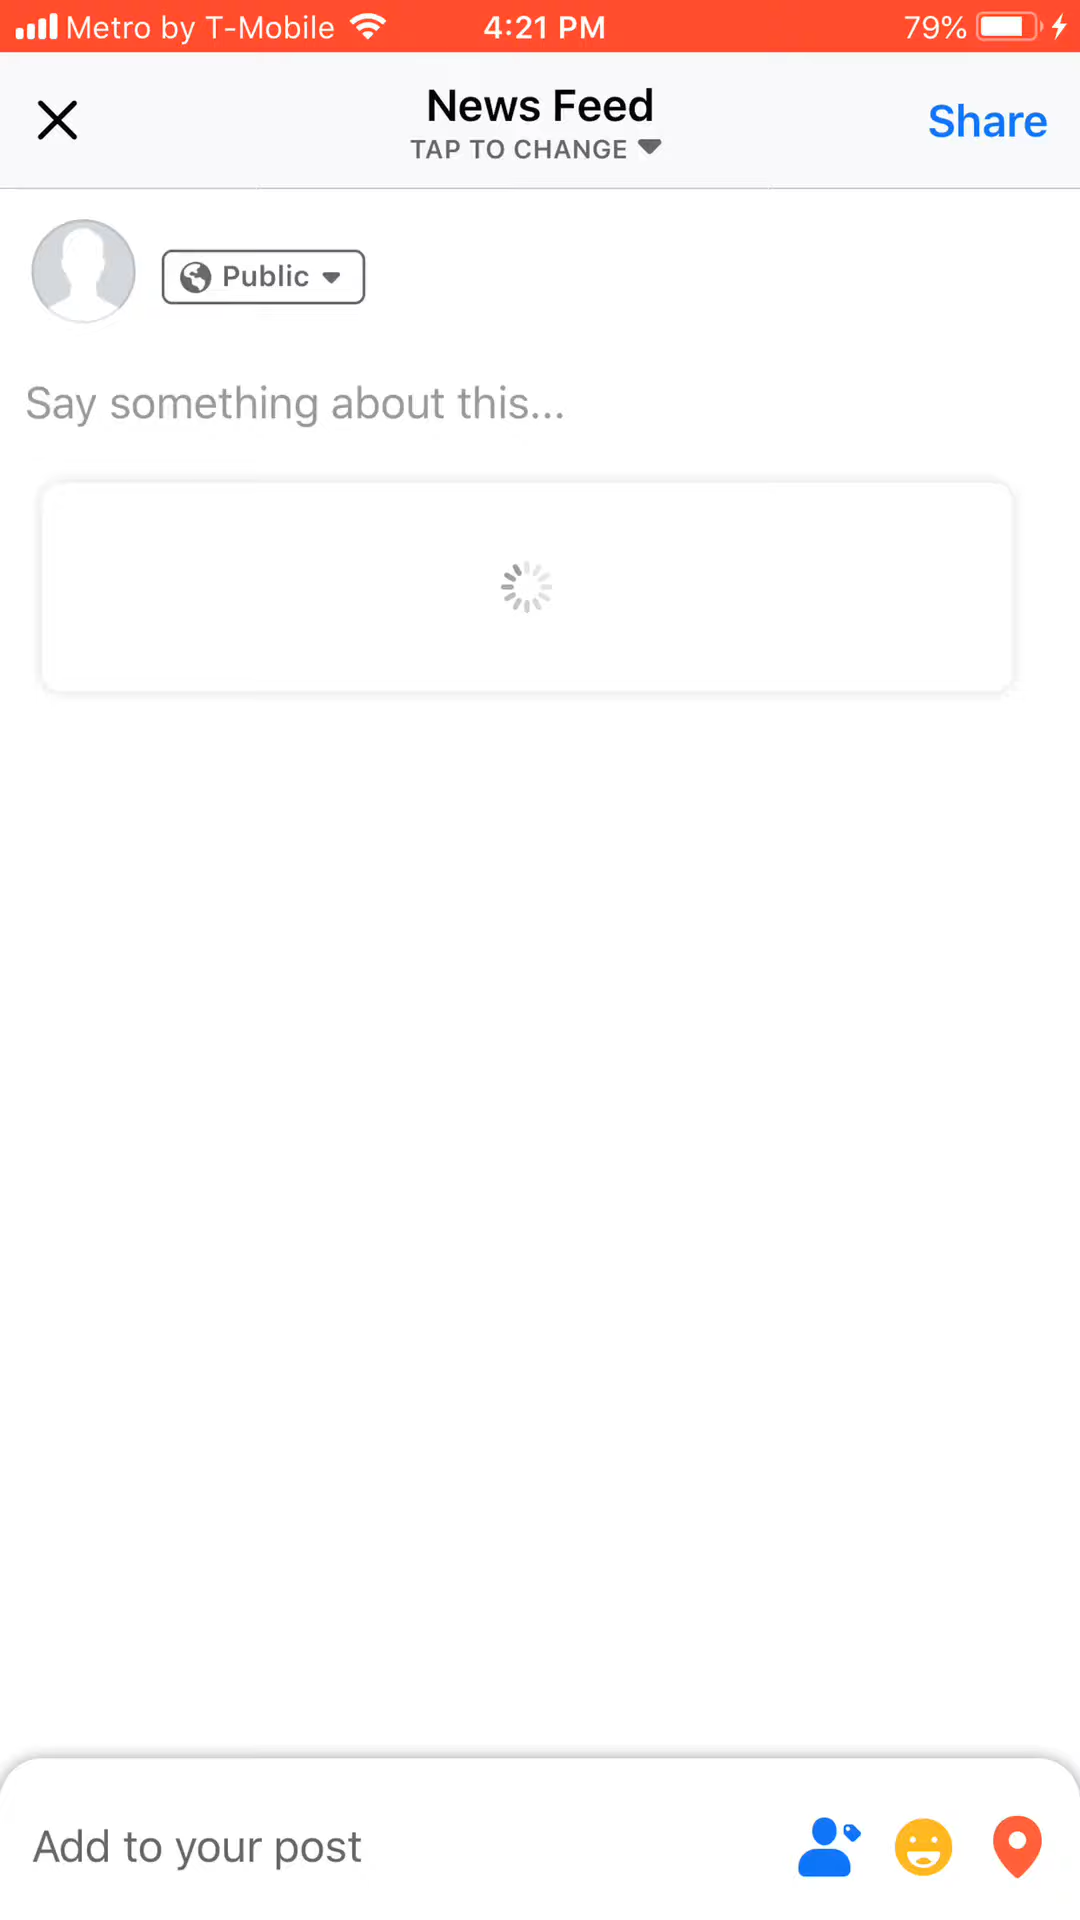 Metro by T-Mobile 4:21 PM 79%
News Feed
TAP TO CHANGE
Share
Public
Say something about this...
Add to your post